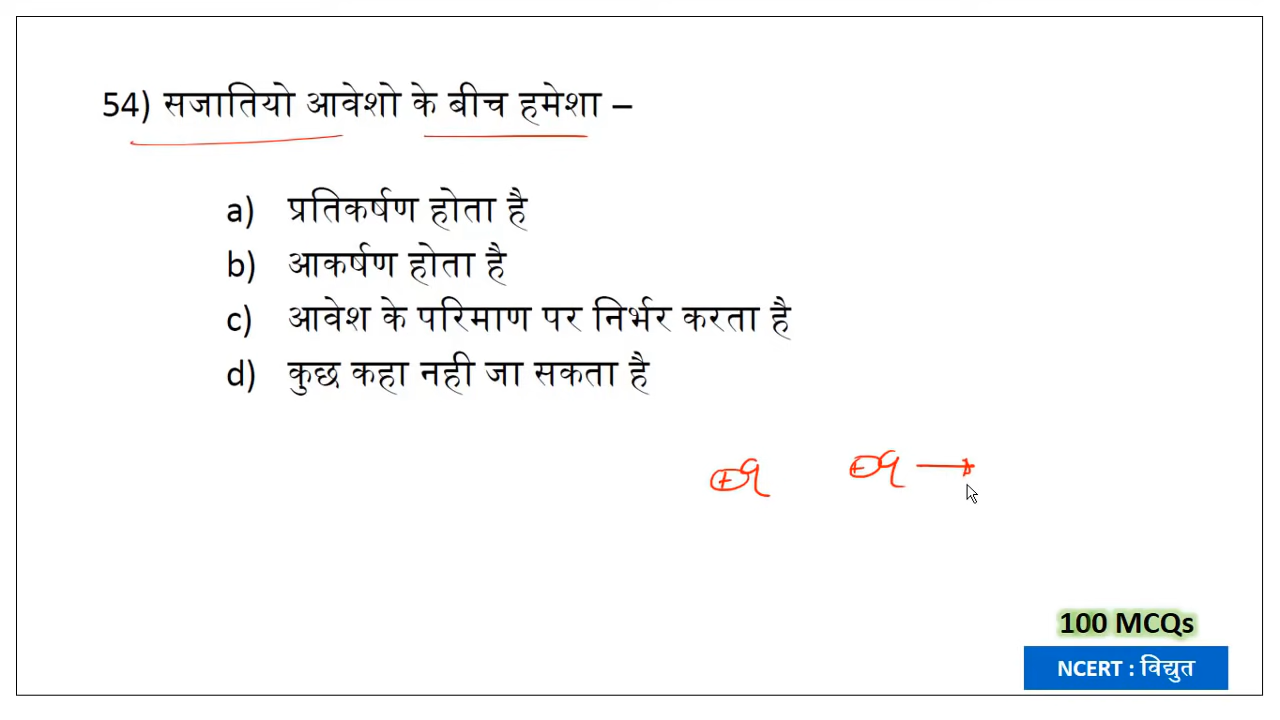 54) सजातियो आवेशो के बीच हमेशा –
a) प्रतिकर्षण होता है
b) आकर्षण होता है
c) आवेश के परिमाण पर निर्भर करता है
d) कुछ कहा नही जा सकता है
+q +q →
100 MCQs
NCERT : विद्युत